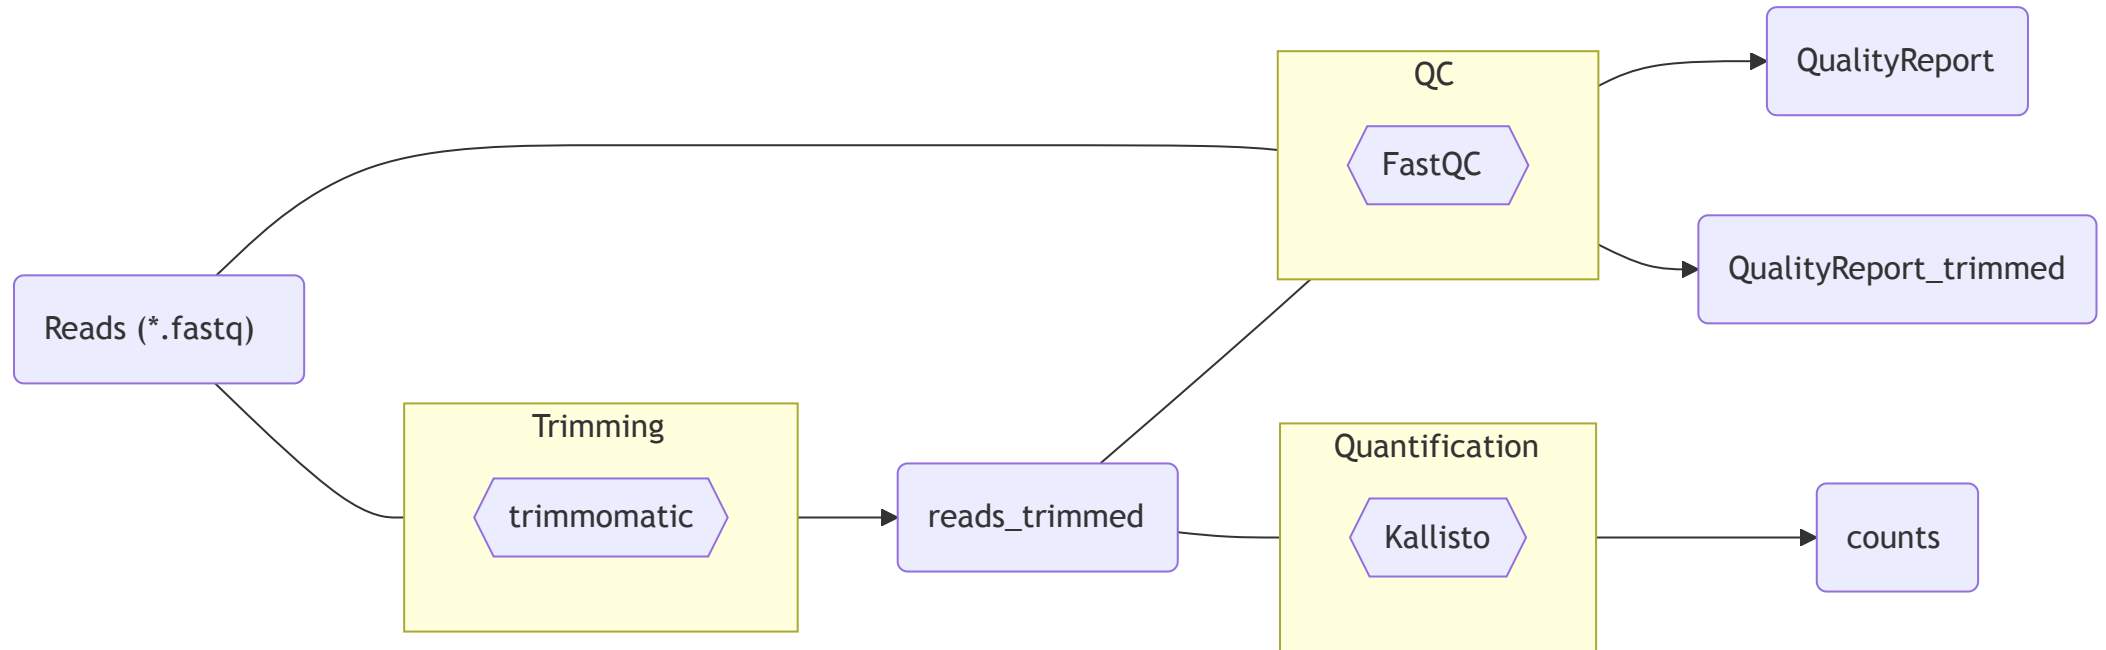 Reads (*.fastq)
Trimming
trimmomatic
reads_trimmed
QC
FastQC
Quantification
Kallisto
QualityReport
QualityReport_trimmed
counts